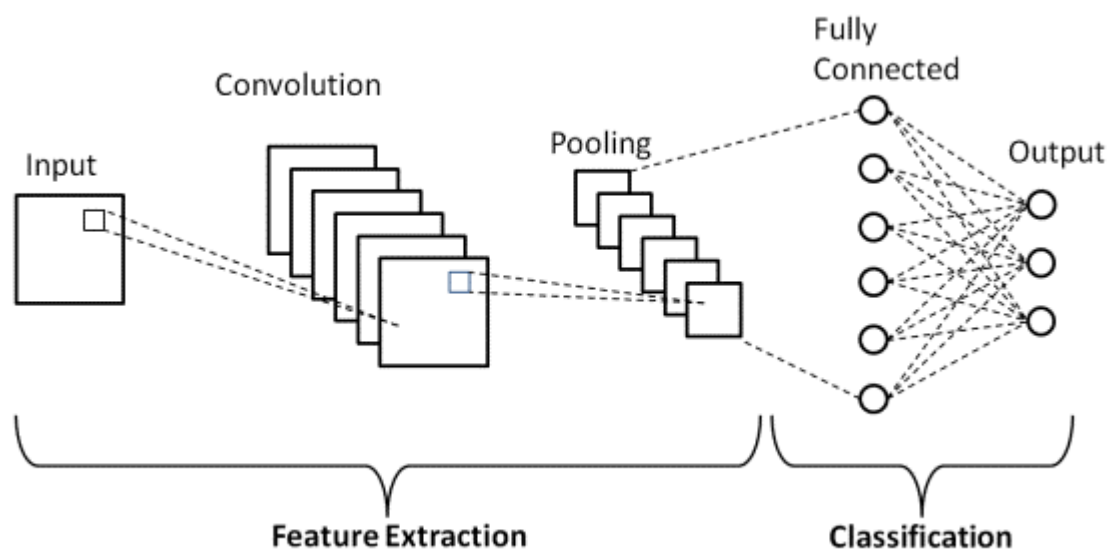 Fully
Connected
Convolution
Pooling
Input
Output
Feature Extraction
Classification